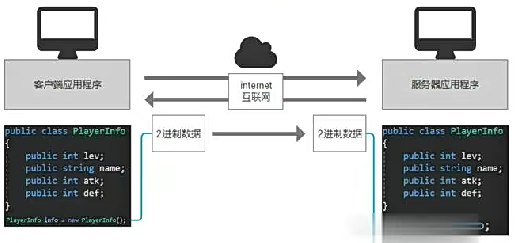 客户端应用程序
internet
互联网
服务器应用程序
public class PlayerInfo
{
public int lev;
public string name;
public int atk;
public int def;
}
PlayerInfo info = new PlayerInfo();
2进制数据
2进制数据
public class PlayerInfo
{
public int lev;
public string name;
public int atk;
public int def;
}
;